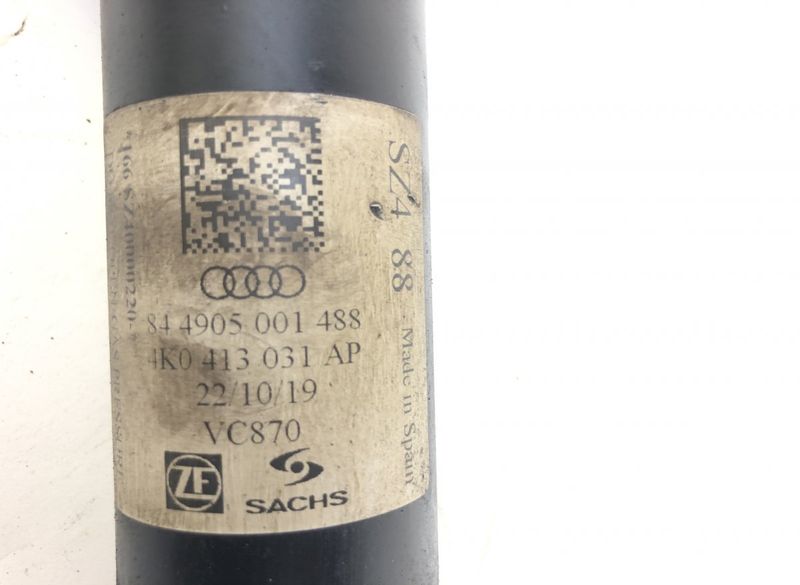 84 4905 001 488
4K0 413 031 AP
22/10/19
VC870
ZF
SACHS
SZ4 88 Made in Spain